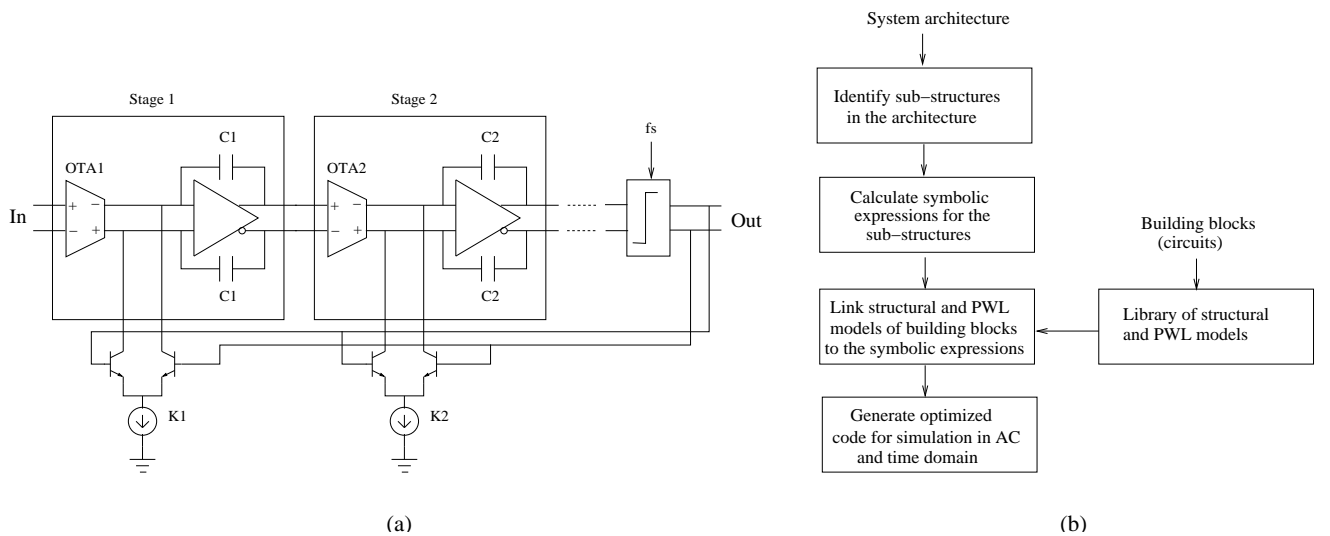 Stage 1
Stage 2
C1
C2
fs
OTA1
OTA2
+ −
+ −
In
Out
− +
− +
C1
C2
K1
K2
(a)
System architecture
Identify sub−structures
in the architecture
Calculate symbolic
expressions for the
sub−structures
Building blocks
(circuits)
Link structural and PWL
models of building blocks
to the symbolic expressions
Library of structural
and PWL models
Generate optimized
code for simulation in AC
and time domain
(b)